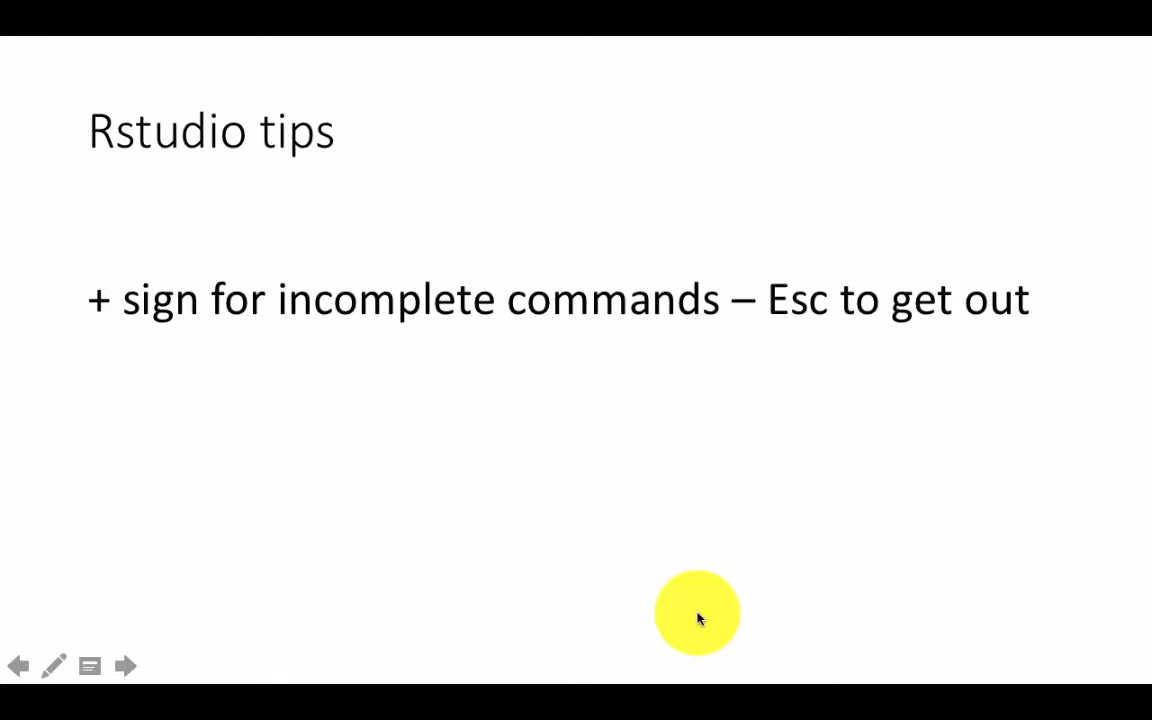 Rstudio tips
+ sign for incomplete commands – Esc to get out